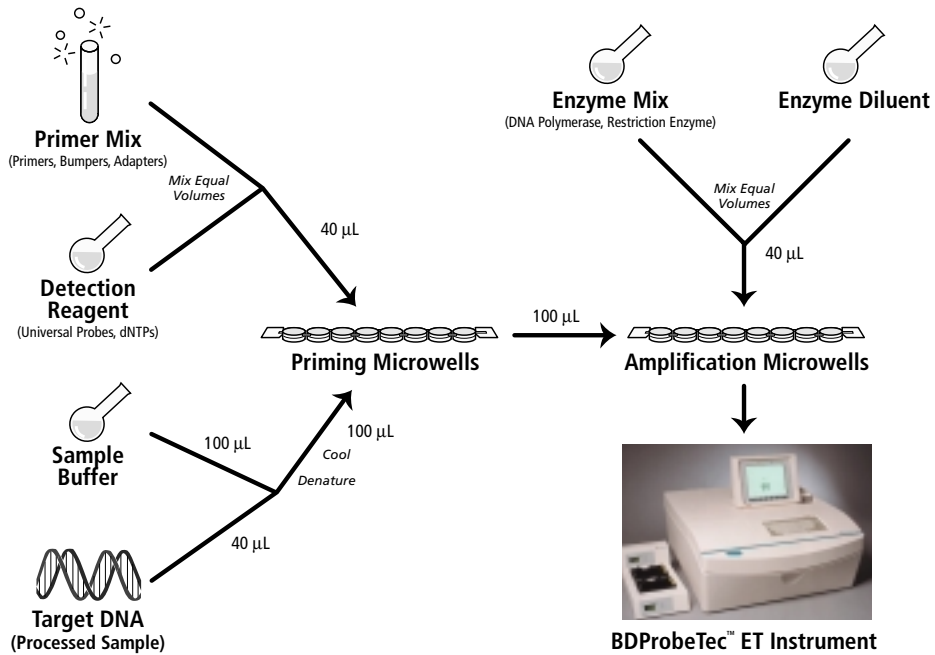 Primer Mix
(Primers, Bumpers, Adapters)
Mix Equal
Volumes
40 µL
Detection
Reagent
(Universal Probes, dNTPs)
Enzyme Mix
(DNA Polymerase, Restriction Enzyme)
Enzyme Diluent
Mix Equal
Volumes
40 µL
Priming Microwells
100 µL
Amplification Microwells
Sample
Buffer
100 µL
100 µL
Cool
Denature
40 µL
Target DNA
(Processed Sample)
BDProbeTec™ ET Instrument